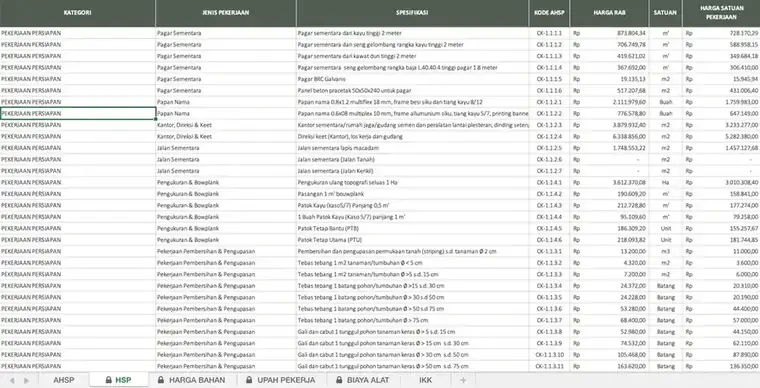 KATEGORI JENIS PEKERJAAN SPESIFIKASI KODE AHSP HARGA RAB SATUAN HARGA SATUAN PEKERJAAN
PEKERJAAN PERSIAPAN Pagar Sementara Pagar sementara dari kayu tinggi 2 meter CK-1.1.1.1 Rp 873.804,34 m' Rp 728.170,29
PEKERJAAN PERSIAPAN Pagar Sementara Pagar sementara dan seng gelombang rangka kayu tinggi 2 meter CK-1.1.1.2 Rp 706.749,78 m' Rp 588.958,15
PEKERJAAN PERSIAPAN Pagar Sementara Pagar sementara dari kawat duri tinggi 2 meter CK-1.1.1.3 Rp 419.621,02 m' Rp 349.684,18
PEKERJAAN PERSIAPAN Pagar Sementara Pagar sementara seng gelombang rangka baja L.40.40.4 tinggi pagar 1.8 meter CK-1.1.1.4 Rp 367.692,00 m' Rp 306.410,00
PEKERJAAN PERSIAPAN Pagar Sementara Pagar BRC Galvanis CK-1.1.1.5 Rp 19.135,13 m2 Rp 15.945,94
PEKERJAAN PERSIAPAN Pagar Sementara Panel beton pracetak 50x50x240 untuk pagar CK-1.1.1.6 Rp 517.207,68 m2 Rp 431.006,40
PEKERJAAN PERSIAPAN Papan Nama Papan nama 0.8x1.2 multiflex 18 mm, frame besi siku dan tiang kayu 8/12 CK-1.1.2.1 Rp 2.111.979,60 Buah Rp 1.759.983,00
PEKERJAAN PERSIAPAN Papan Nama Papan nama 0.6x08 multiplex 10 mm, frame allumunium siku, tiang kayu 5/7, printing banne CK-1.1.2.2 Rp 776.578,80 Buah Rp 647.149,00
PEKERJAAN PERSIAPAN Kantor, Direksi & Keet Kantor sementara/rumah jaga/gudang semen dan peralatan lantai plesteran, dinding seteng CK-1.1.2.3 Rp 3.879.932,40 m2 Rp 3.233.277,00
PEKERJAAN PERSIAPAN Kantor, Direksi & Keet Direksi keet (Kantor), los kerja dan gudang CK-1.1.2.4 Rp 6.338.856,00 m2 Rp 5.282.380,00
PEKERJAAN PERSIAPAN Jalan Sementara Jalan sementara lapis macadam CK-1.1.2.5 Rp 1.748.553,22 m2 Rp 1.457.127,68
PEKERJAAN PERSIAPAN Jalan Sementara Jalan sementara (Jalan Tanah) CK-1.1.2.6 Rp - m2 Rp -
PEKERJAAN PERSIAPAN Jalan Sementara Jalan sementara (Jalan Kerikil) CK-1.1.2.7 Rp - m2 Rp -
PEKERJAAN PERSIAPAN Pengukuran & Bowplank Pengukuran ulang topografi seluas 1 Ha CK-1.1.4.1 Rp 3.612.370,08 Ha Rp 3.010.308,40
PEKERJAAN PERSIAPAN Pengukuran & Bowplank Pasangan 1 m' bouwplank CK-1.1.4.2 Rp 190.609,20 m' Rp 158.841,00
PEKERJAAN PERSIAPAN Pengukuran & Bowplank Patok Kayu (kaso5/7) Panjang 0,5 m' CK-1.1.4.3 Rp 212.728,80 m' Rp 177.274,00
PEKERJAAN PERSIAPAN Pengukuran & Bowplank 1 Buah Patok Kayu (Kaso 5/7) panjang 1 m' CK-1.1.4.4 Rp 95.109,60 m' Rp 79.258,00
PEKERJAAN PERSIAPAN Pengukuran & Bowplank Patok Tetap Bantu (PTB) CK-1.1.4.5 Rp 186.309,20 Unit Rp 155.257,67
PEKERJAAN PERSIAPAN Pengukuran & Bowplank Patok Tetap Utama (PTU) CK-1.1.4.6 Rp 218.093,82 Unit Rp 181.744,85
PEKERJAAN PERSIAPAN Pekerjaan Pembersihan & Pengupasan Pembersihan dan pengupasan permukaan tanah (striping) s.d. tanaman Ø 2 cm CK-1.1.3.1 Rp 13.200,00 m3 Rp 11.000,00
PEKERJAAN PERSIAPAN Pekerjaan Pembersihan & Pengupasan Tebas tebang 1 m2 tanaman/tumbuhan Ø < 5 cm CK-1.1.3.2 Rp 4.320,00 m2 Rp 3.600,00
PEKERJAAN PERSIAPAN Pekerjaan Pembersihan & Pengupasan Tebas tebang 1 m2 tanaman/tumbuhan Ø >5 s.d. 15 cm CK-1.1.3.3 Rp 7.200,00 m2 Rp 6.000,00
PEKERJAAN PERSIAPAN Pekerjaan Pembersihan & Pengupasan Tebas tebang 1 batang pohon/tumbuhan Ø >15 s.d. 30 cm CK-1.1.3.4 Rp 24.372,00 Batang Rp 20.310,00
PEKERJAAN PERSIAPAN Pekerjaan Pembersihan & Pengupasan Tebas tebang 1 batang pohon/tumbuhan Ø > 30 s.d 50 cm CK-1.1.3.5 Rp 24.228,00 Batang Rp 20.190,00
PEKERJAAN PERSIAPAN Pekerjaan Pembersihan & Pengupasan Tebas tebang 1 batang pohon/tumbuhan Ø > 50 s.d 75 cm CK-1.1.3.6 Rp 53.280,00 Batang Rp 44.400,00
PEKERJAAN PERSIAPAN Pekerjaan Pembersihan & Pengupasan Tebas tebang 1 batang pohon/tumbuhan Ø > 75 cm CK-1.1.3.7 Rp 68.400,00 Batang Rp 57.000,00
PEKERJAAN PERSIAPAN Pekerjaan Pembersihan & Pengupasan Gali dan cabut 1 tunggul pohon tanaman keras Ø > 5 s.d. 15 cm CK-1.1.3.8 Rp 52.980,00 Batang Rp 44.150,00
PEKERJAAN PERSIAPAN Pekerjaan Pembersihan & Pengupasan Gali dan cabut 1 tunggul pohon tanaman keras Ø > 15 cm s.d. 30 cm CK-1.1.3.9 Rp 74.532,00 Batang Rp 62.110,00
PEKERJAAN PERSIAPAN Pekerjaan Pembersihan & Pengupasan Gali dan cabut 1 tunggul pohon tanaman keras Ø > 30 cm s.d. 50 cm CK-1.1.3.10 Rp 105.468,00 Batang Rp 87.890,00
PEKERJAAN PERSIAPAN Pekerjaan Pembersihan & Pengupasan Gali dan cabut 1 tunggul pohon tanaman keras Ø > 50 cm s.d. 75 cm CK-1.1.3.11 Rp 163.620,00 Batang Rp 136.350,00
AHSP HSP HARGA BAHAN UPAH PEKERJA BIAYA ALAT IKK +